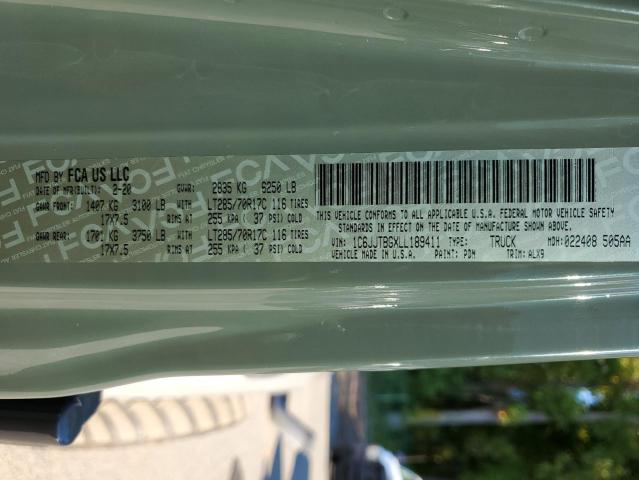 MFD BY FCA US LLC
DATE OF MFR(BUILT): 2-20 GVWR: 2835 KG 6250 LB
GAWR FRONT: 1407 KG 3100 LB WITH LT285/70R17C 116 TIRES
17X7.5 RIMS AT 255 KPA ( 37 PSI) COLD
GAWR REAR: 1701 KG 3750 LB WITH LT285/70R17C 116 TIRES
17X7.5 RIMS AT 255 KPA ( 37 PSI) COLD
THIS VEHICLE CONFORMS TO ALL APPLICABLE U.S.A. FEDERAL MOTOR VEHICLE SAFETY
STANDARDS IN EFFECT ON THE DATE OF MANUFACTURE SHOWN ABOVE.
VIN: 1C6JJTBGXLL189411 TYPE: TRUCK MDH:022408 505AA
VEHICLE MADE IN U.S.A. PAINT: PDN TRIM:ALX9